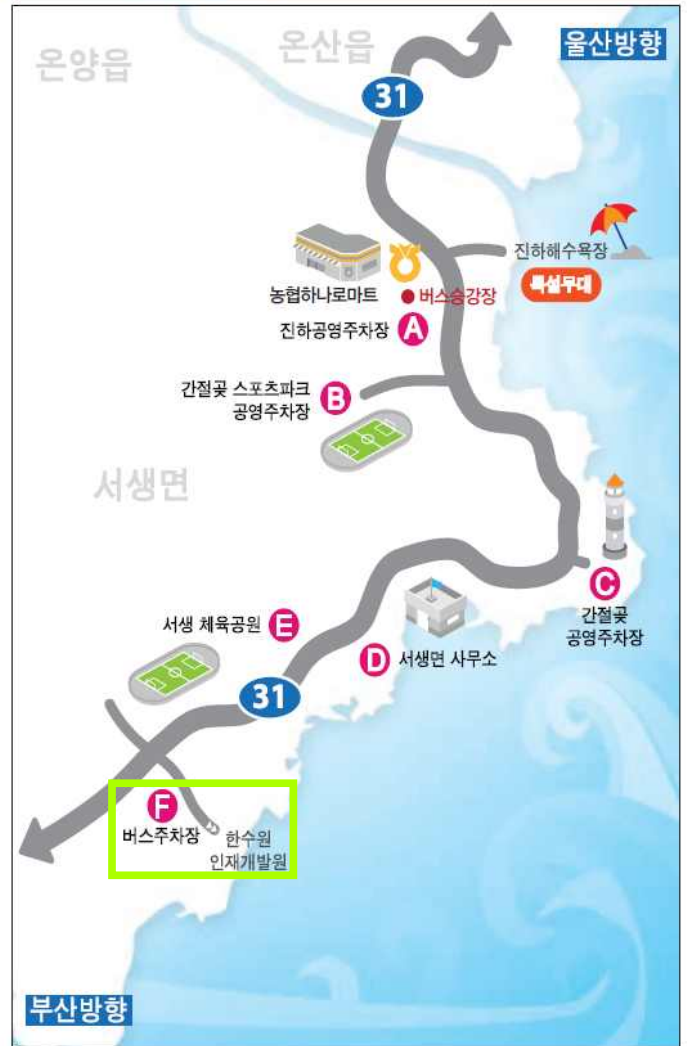 온양읍
온산읍
울산방향
31
진하해수욕장
특설무대
농협하나로마트
버스승강장
진하공영주차장 A
간절곶 스포츠파크
공영주차장
B
서생면
C
간절곶
공영주차장
서생 체육공원 E
D 서생면 사무소
31
F
버스주차장
한수원
인재개발원
부산방향